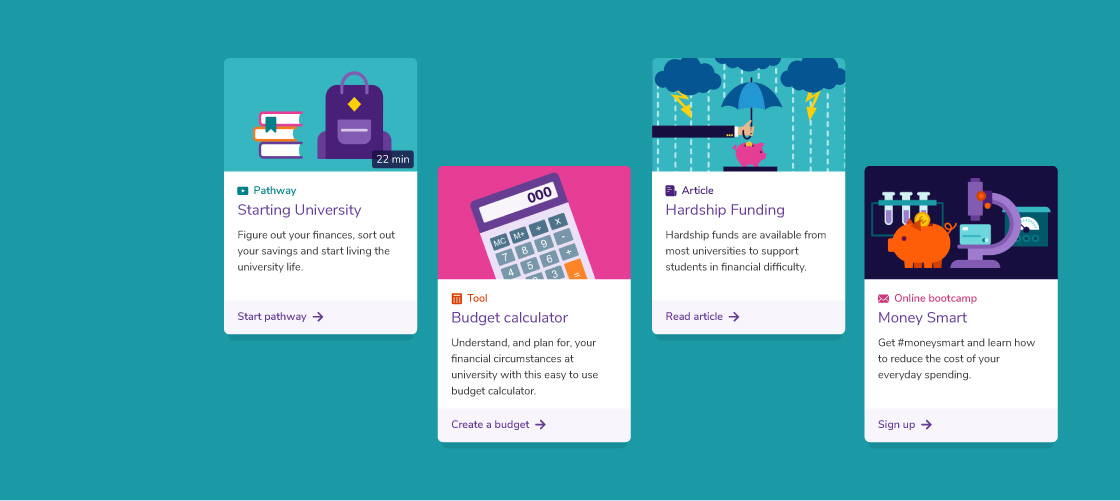 22 min
Pathway
Starting University
Figure out your finances, sort out
your savings and start living the
university life.
Start pathway
000
MC M+ ÷ x
7 8 9 -
4 5 6 +
2 3 =
Tool
Budget calculator
Understand, and plan for, your
financial circumstances at
university with this easy to use
budget calculator.
Create a budget
Article
Hardship Funding
Hardship funds are available from
most universities to support
students in financial difficulty.
Read article
Online bootcamp
Money Smart
Get #moneysmart and learn how
to reduce the cost of your
everyday spending.
Sign up